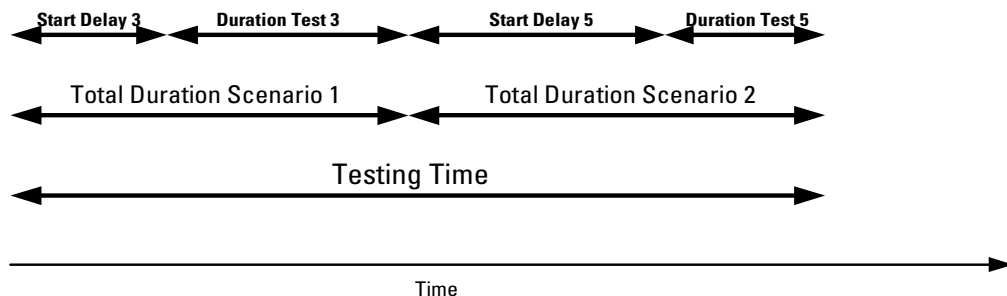 Start Delay 3 Duration Test 3 Start Delay 5 Duration Test 5
Total Duration Scenario 1 Total Duration Scenario 2
Testing Time
Time